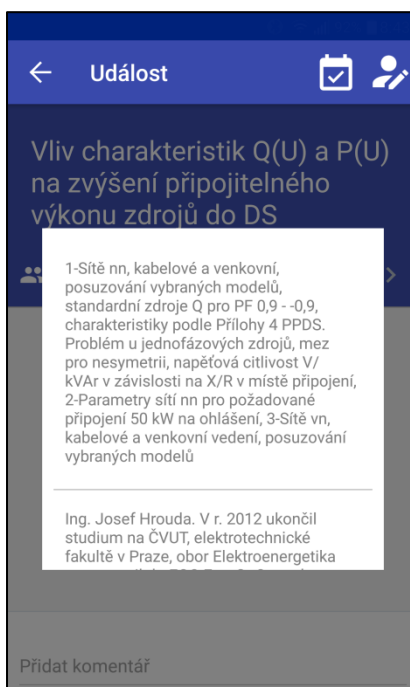 Událost
Vliv charakteristik Q(U) a P(U)
na zvýšení připojitelného
výkonu zdrojů do DS
1-Sítě nn, kabelové a venkovní,
posuzování vybraných modelů,
standardní zdroje Q pro PF 0,9 - -0,9,
charakteristiky podle Přílohy 4 PPDS.
Problém u jednofázových zdrojů, mez
pro nesymetrii, napěťová citlivost V/
kVAr v závislosti na X/R v místě připojení,
2-Parametry sítí nn pro požadované
připojení 50 kW na ohlášení, 3-Sítě vn,
kabelové a venkovní vedení, posuzování
vybraných modelů
Ing. Josef Hrouda. V r. 2012 ukončil
studium na ČVUT, elektrotechnické
fakultě v Praze, obor Elektroenergetika
Přidat komentář